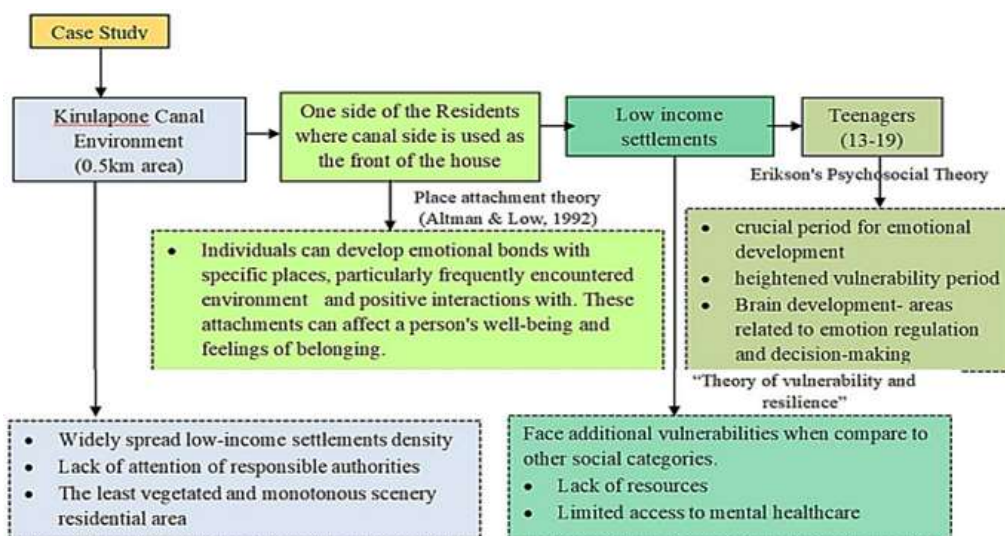 Case Study
Kirulapone Canal
Environment
(0.5km area)
One side of the Residents
where canal side is used as
the front of the house
Low income
settlements
Teenagers
(13-19)
Place attachment theory
(Altman & Low, 1992)
Erikson's Psychosocial Theory
• Individuals can develop emotional bonds with
specific places, particularly frequently encountered
environment and positive interactions with. These
attachments can affect a person's well-being and
feelings of belonging.
• crucial period for emotional
development
• heightened vulnerability period
• Brain development- areas
related to emotion regulation
and decision-making
“Theory of vulnerability and
resilience”
• Widely spread low-income settlements density
• Lack of attention of responsible authorities
• The least vegetated and monotonous scenery
residential area
Face additional vulnerabilities when compare to
other social categories.
• Lack of resources
• Limited access to mental healthcare